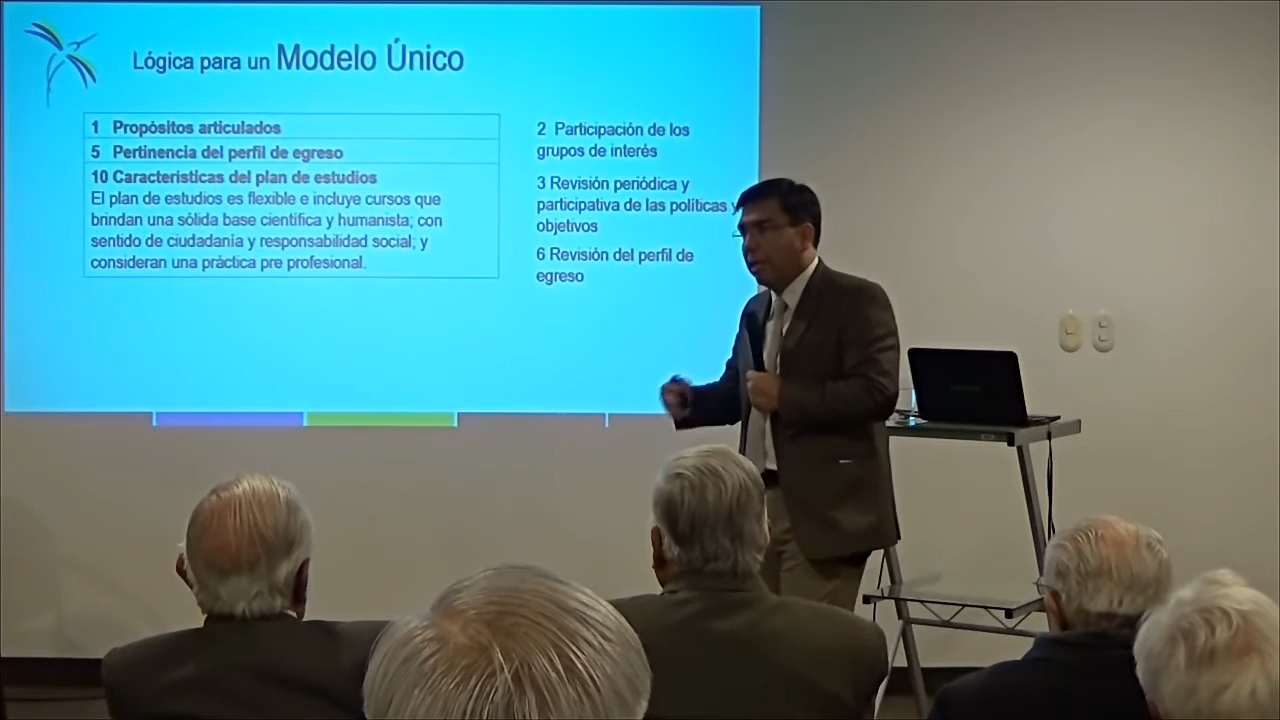 Lógica para un Modelo Único
1 Propósitos articulados
5 Pertinencia del perfil de egreso
10 Características del plan de estudios
El plan de estudios es flexible e incluye cursos que
brindan una sólida base científica y humanista; con
sentido de ciudadanía y responsabilidad social; y
consideran una práctica pre profesional.
2 Participación de los
grupos de interés
3 Revisión periódica y
participativa de las políticas y
objetivos
6 Revisión del perfil de
egreso